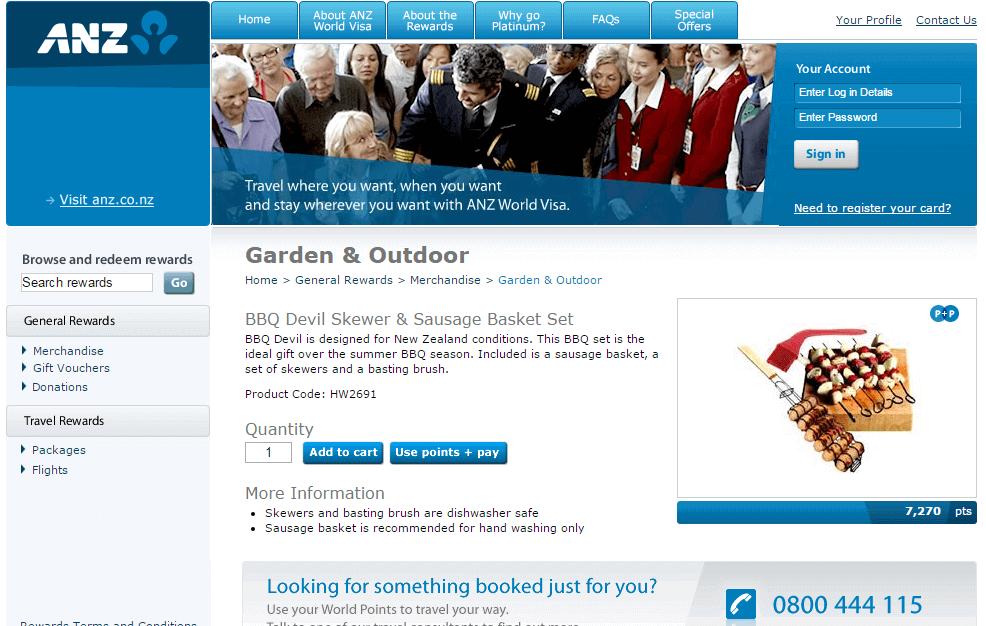 ANZ
Home
About ANZ
World Visa
About the
Rewards
Why go
Platinum?
FAQs
Special
Offers
Your Profile
Contact Us
Visit anz.co.nz
Travel where you want, when you want
and stay wherever you want with ANZ World Visa.
Your Account
Enter Log in Details
Enter Password
Sign in
Need to register your card?
Browse and redeem rewards
Search rewards
Go
General Rewards
Merchandise
Gift Vouchers
Donations
Travel Rewards
Packages
Flights
Rewards Terms and Conditions
Garden & Outdoor
Home > General Rewards > Merchandise > Garden & Outdoor
BBQ Devil Skewer & Sausage Basket Set
BBQ Devil is designed for New Zealand conditions. This BBQ set is the
ideal gift over the summer BBQ season. Included is a sausage basket, a
set of skewers and a basting brush.
Product Code: HW2691
Quantity
1
Add to cart
Use points + pay
More Information
• Skewers and basting brush are dishwasher safe
• Sausage basket is recommended for hand washing only
P+P
7,270 pts
Looking for something booked just for you?
Use your World Points to travel your way.
Talk to one of our travel consultants to find out more.
0800 444 115